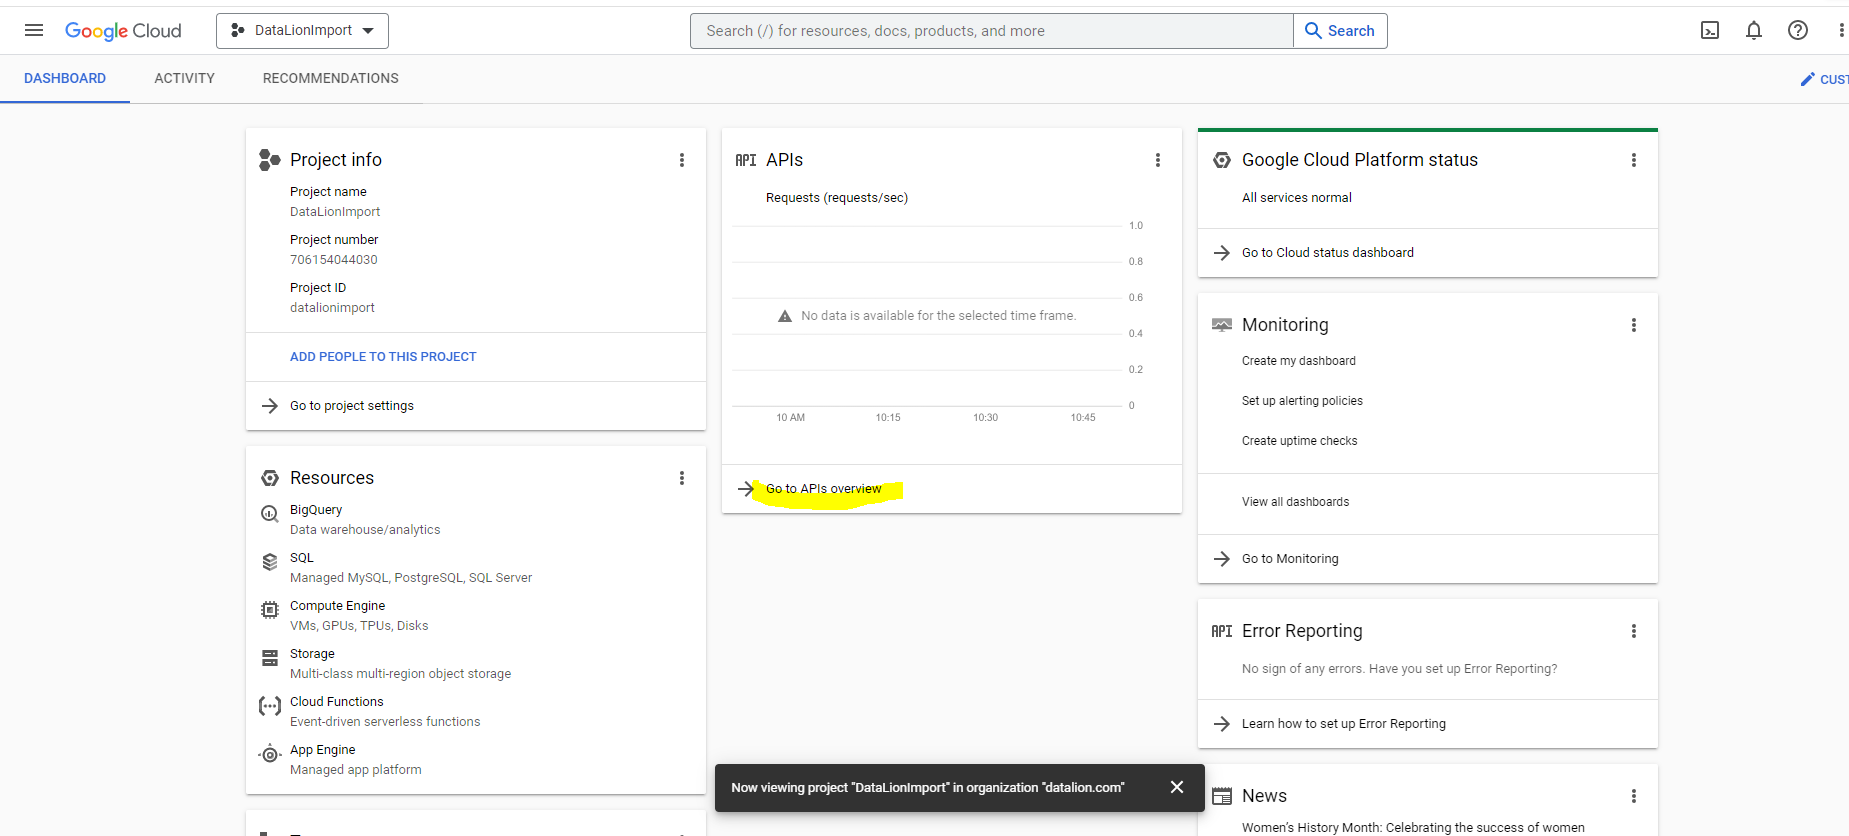 Google Cloud
DataLionImport
Search (/) for resources, docs, products, and more
Search
DASHBOARD
ACTIVITY
RECOMMENDATIONS
CUST
Project info
Project name
DataLionImport
Project number
706154044030
Project ID
datalionimport
ADD PEOPLE TO THIS PROJECT
Go to project settings
Resources
BigQuery
Data warehouse/analytics
SQL
Managed MySQL, PostgreSQL, SQL Server
Compute Engine
VMs, GPUs, TPUs, Disks
Storage
Multi-class multi-region object storage
Cloud Functions
Event-driven serverless functions
App Engine
Managed app platform
API APIs
Requests (requests/sec)
1.0
0.8
0.6
No data is available for the selected time frame.
0.4
0.2
0
10 AM 10:15 10:30 10:45
Go to APIs overview
Google Cloud Platform status
All services normal
Go to Cloud status dashboard
Monitoring
Create my dashboard
Set up alerting policies
Create uptime checks
View all dashboards
Go to Monitoring
API Error Reporting
No sign of any errors. Have you set up Error Reporting?
Learn how to set up Error Reporting
News
Women's History Month: Celebrating the success of women
Now viewing project "DataLionImport" in organization "datalion.com"